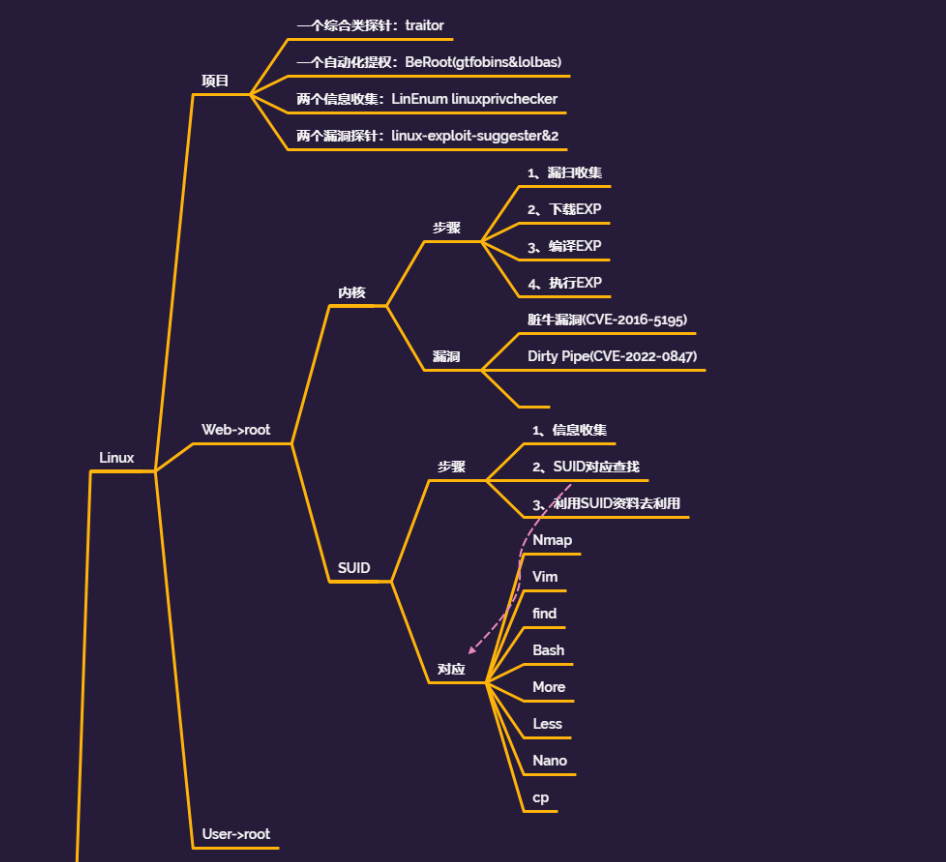 一个综合类探针：traitor
一个自动化提权：BeRoot(gtfobins&lolbas)
项目
两个信息收集：LinEnum linuxprivchecker
两个漏洞探针：linux-exploit-suggester&2
1、漏扫收集
2、下载EXP
步骤
3、编译EXP
4、执行EXP
内核
脏牛漏洞(CVE-2016-5195)
漏洞
Dirty Pipe(CVE-2022-0847)
Web->root
1、信息收集
Linux
步骤
2、SUID对应查找
3、利用SUID资料去利用
Nmap
SUID
Vim
find
Bash
对应
More
Less
Nano
cp
User->root